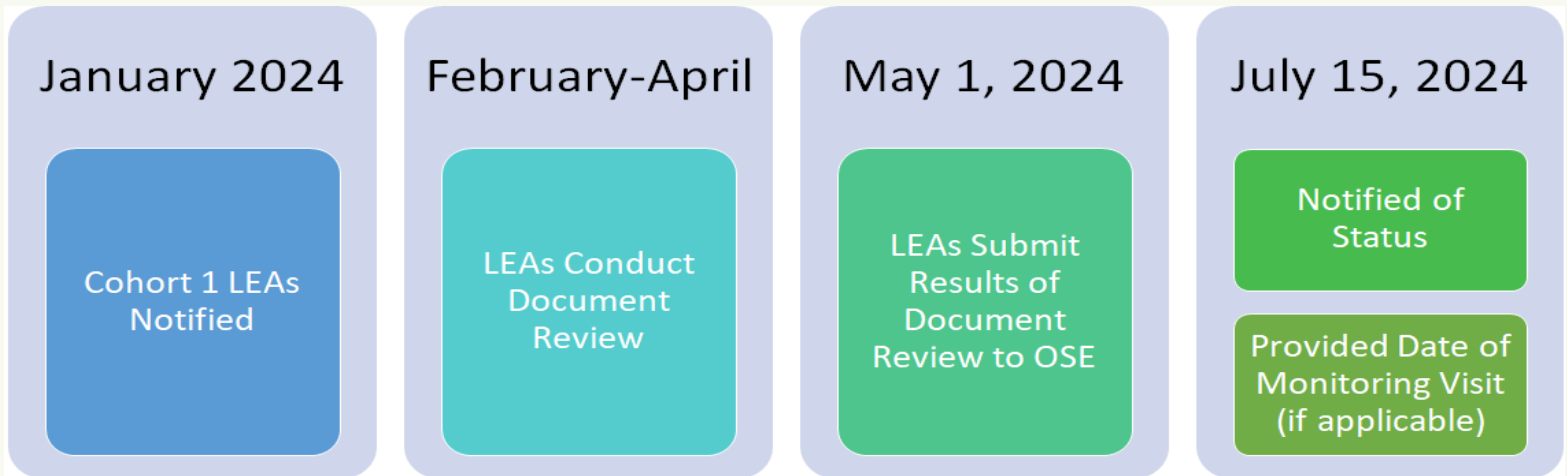 January 2024
Cohort 1 LEAs
Notified
February-April
LEAs Conduct
Document
Review
May 1, 2024
LEAs Submit
Results of
Document
Review to OSE
July 15, 2024
Notified of
Status
Provided Date of
Monitoring Visit
(if applicable)